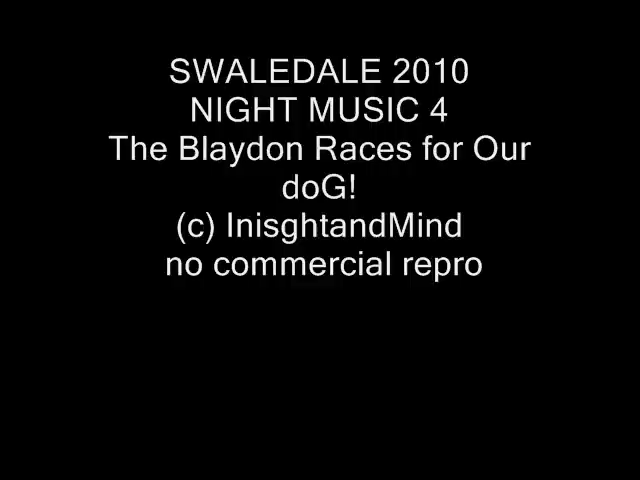 SWALEDALE 2010
NIGHT MUSIC 4
The Blaydon Races for Our
doG!
(c) InisghtandMind
no commercial repro